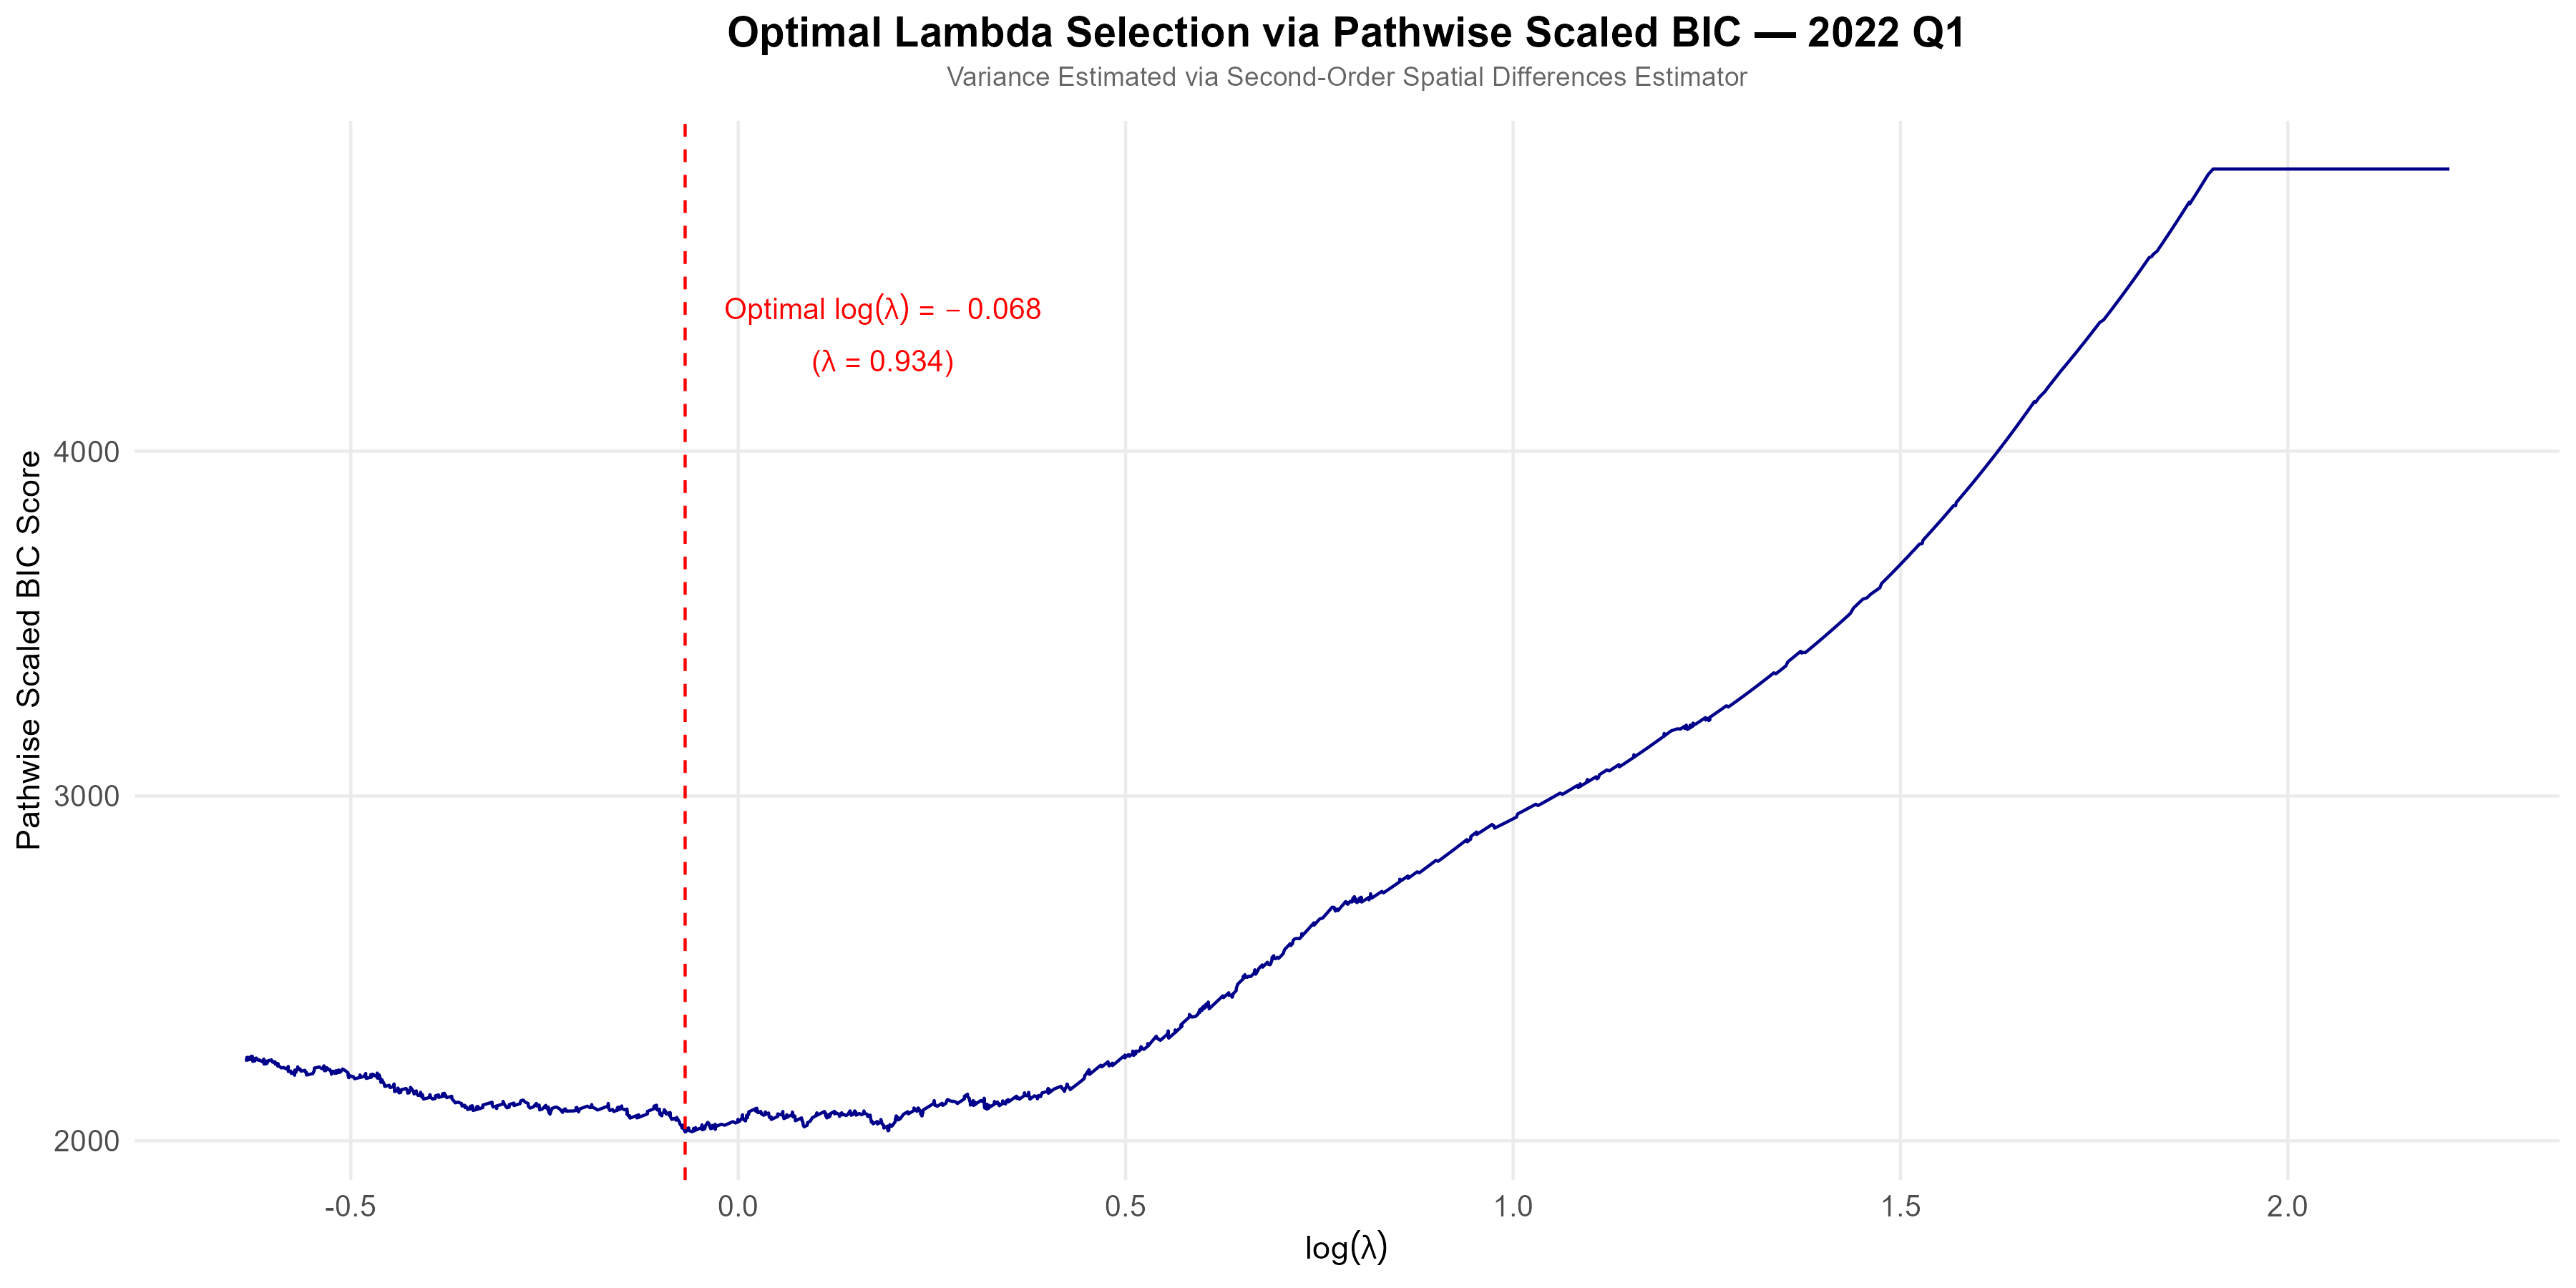 Optimal Lambda Selection via Pathwise Scaled BIC — 2022 Q1
Variance Estimated via Second-Order Spatial Differences Estimator
Optimal log(λ) = − 0.068
(λ = 0.934)
Pathwise Scaled BIC Score
4000
3000
2000
-0.5 0.0 0.5 1.0 1.5 2.0
log(λ)